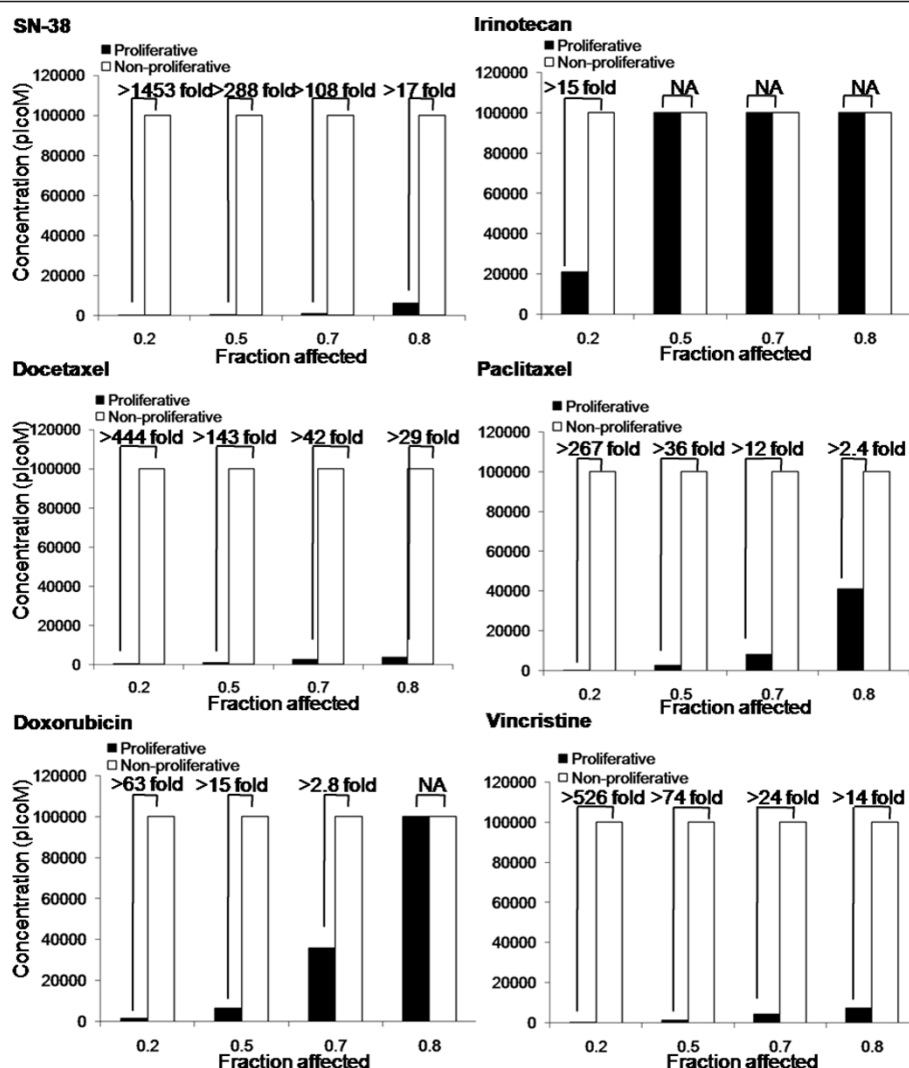 SN-38
Proliferative
Non-proliferative
>1453 fold >288 fold >108 fold >17 fold
120000
100000
80000
60000
40000
20000
0
Concentration (picoM)
0.2 0.5 0.7 0.8
Fraction affected
Irinotecan
Proliferative
Non-proliferative
>15 fold NA NA NA
120000
100000
80000
60000
40000
20000
0
0.2 0.5 0.7 0.8
Fraction affected
Docetaxel
Proliferative
Non-proliferative
>444 fold >143 fold >42 fold >29 fold
120000
100000
80000
60000
40000
20000
0
Concentration (picoM)
0.2 0.5 0.7 0.8
Fraction affected
Paclitaxel
Proliferative
Non-proliferative
>267 fold >36 fold >12 fold >2.4 fold
120000
100000
80000
60000
40000
20000
0
0.2 0.5 0.7 0.8
Fraction affected
Doxorubicin
Proliferative
Non-proliferative
>63 fold >15 fold >2.8 fold NA
120000
100000
80000
60000
40000
20000
0
Concentration (picoM)
0.2 0.5 0.7 0.8
Fraction affected
Vincristine
Proliferative
Non-proliferative
>526 fold >74 fold >24 fold >14 fold
120000
100000
80000
60000
40000
20000
0
0.2 0.5 0.7 0.8
Fraction affected